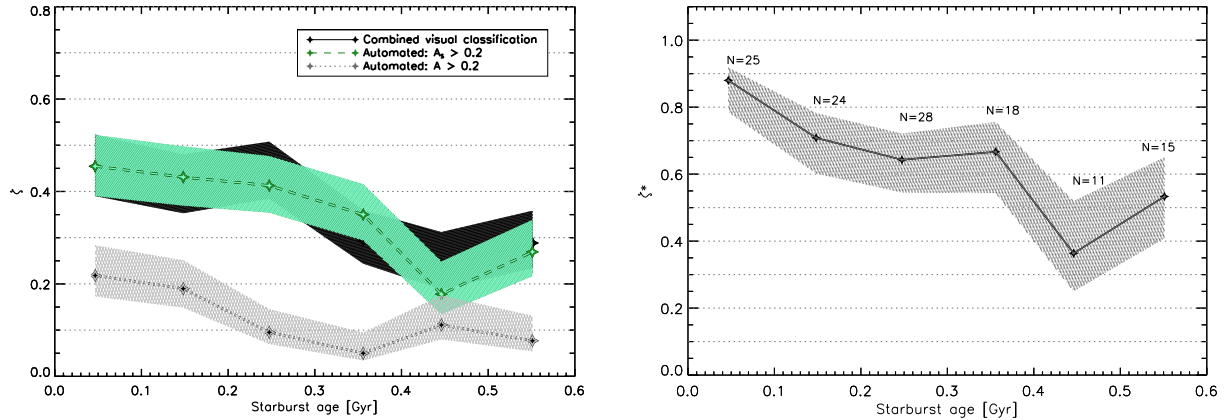 0.8
0.6
0.4
0.2
0.0
ζ
Combined visual classification
Automated: As > 0.2
Automated: A > 0.2
0.0 0.1 0.2 0.3 0.4 0.5 0.6
Starburst age [Gyr]
1.0
0.8
0.6
0.4
0.2
0.0
ζ*
N=25
N=24
N=28
N=18
N=11
N=15
0.0 0.1 0.2 0.3 0.4 0.5 0.6
Starburst age [Gyr]